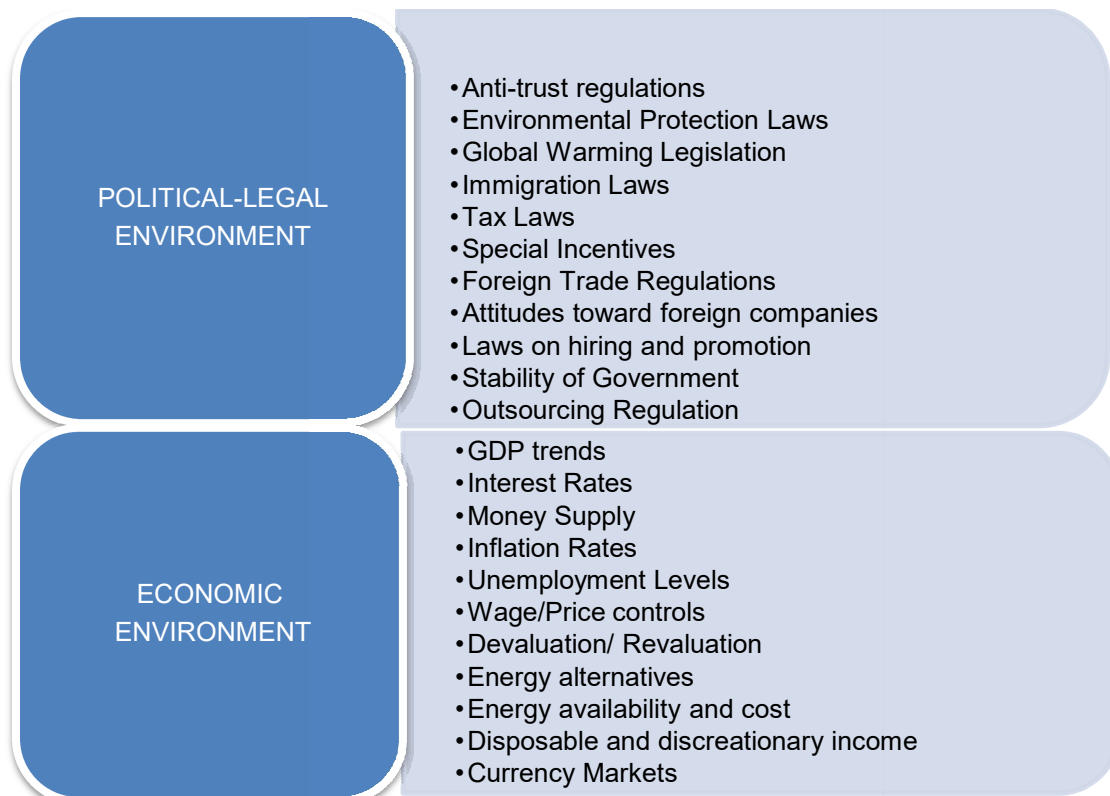 POLITICAL-LEGAL
ENVIRONMENT
•Anti-trust regulations
•Environmental Protection Laws
•Global Warming Legislation
•Immigration Laws
•Tax Laws
•Special Incentives
•Foreign Trade Regulations
•Attitudes toward foreign companies
•Laws on hiring and promotion
•Stability of Government
•Outsourcing Regulation
ECONOMIC
ENVIRONMENT
•GDP trends
•Interest Rates
•Money Supply
•Inflation Rates
•Unemployment Levels
•Wage/Price controls
•Devaluation/ Revaluation
•Energy alternatives
•Energy availability and cost
•Disposable and discreationary income
•Currency Markets